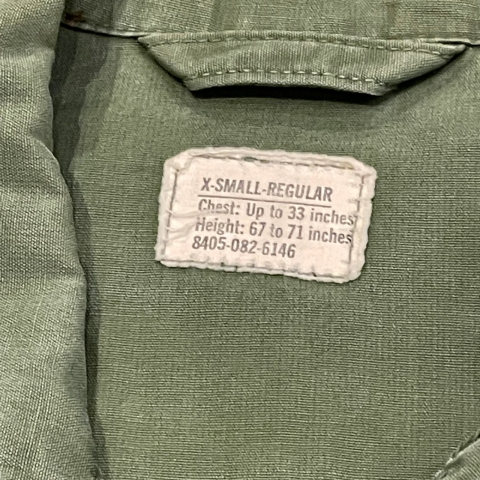 X-SMALL-REGULAR
Chest: Up to 33 inches
Height: 67 to 71 inches
8405-082-6146